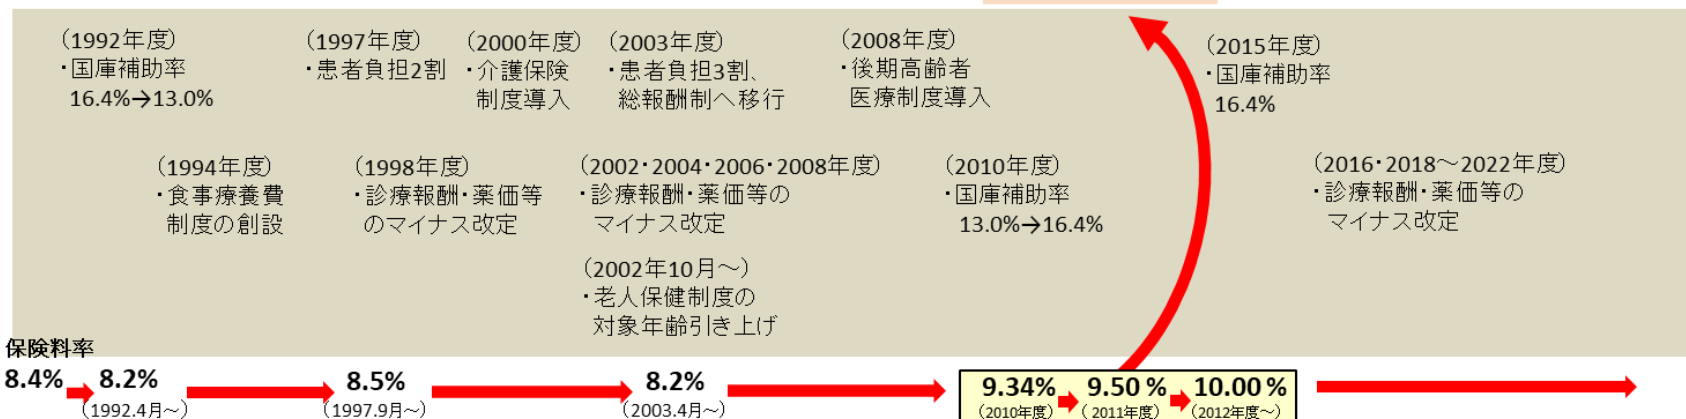 (1992年度)
・国庫補助率
16.4%→13.0%
(1997年度)
・患者負担2割
(2000年度)
・介護保険
制度導入
(2003年度)
・患者負担3割、
総報酬制へ移行
(2008年度)
・後期高齢者
医療制度導入
(2015年度)
・国庫補助率
16.4%
(1994年度)
・食事療養費
制度の創設
(1998年度)
・診療報酬・薬価等
のマイナス改定
(2002・2004・2006・2008年度)
・診療報酬・薬価等の
マイナス改定
(2010年度)
・国庫補助率
13.0%→16.4%
(2016・2018~2022年度)
・診療報酬・薬価等の
マイナス改定
(2002年10月~)
・老人保健制度の
対象年齢引き上げ
保険料率
8.4% 8.2% 8.5% 8.2% 9.34% 9.50% 10.00%
(1992.4月~) (1997.9月~) (2003.4月~) (2010年度) (2011年度) (2012年度~)